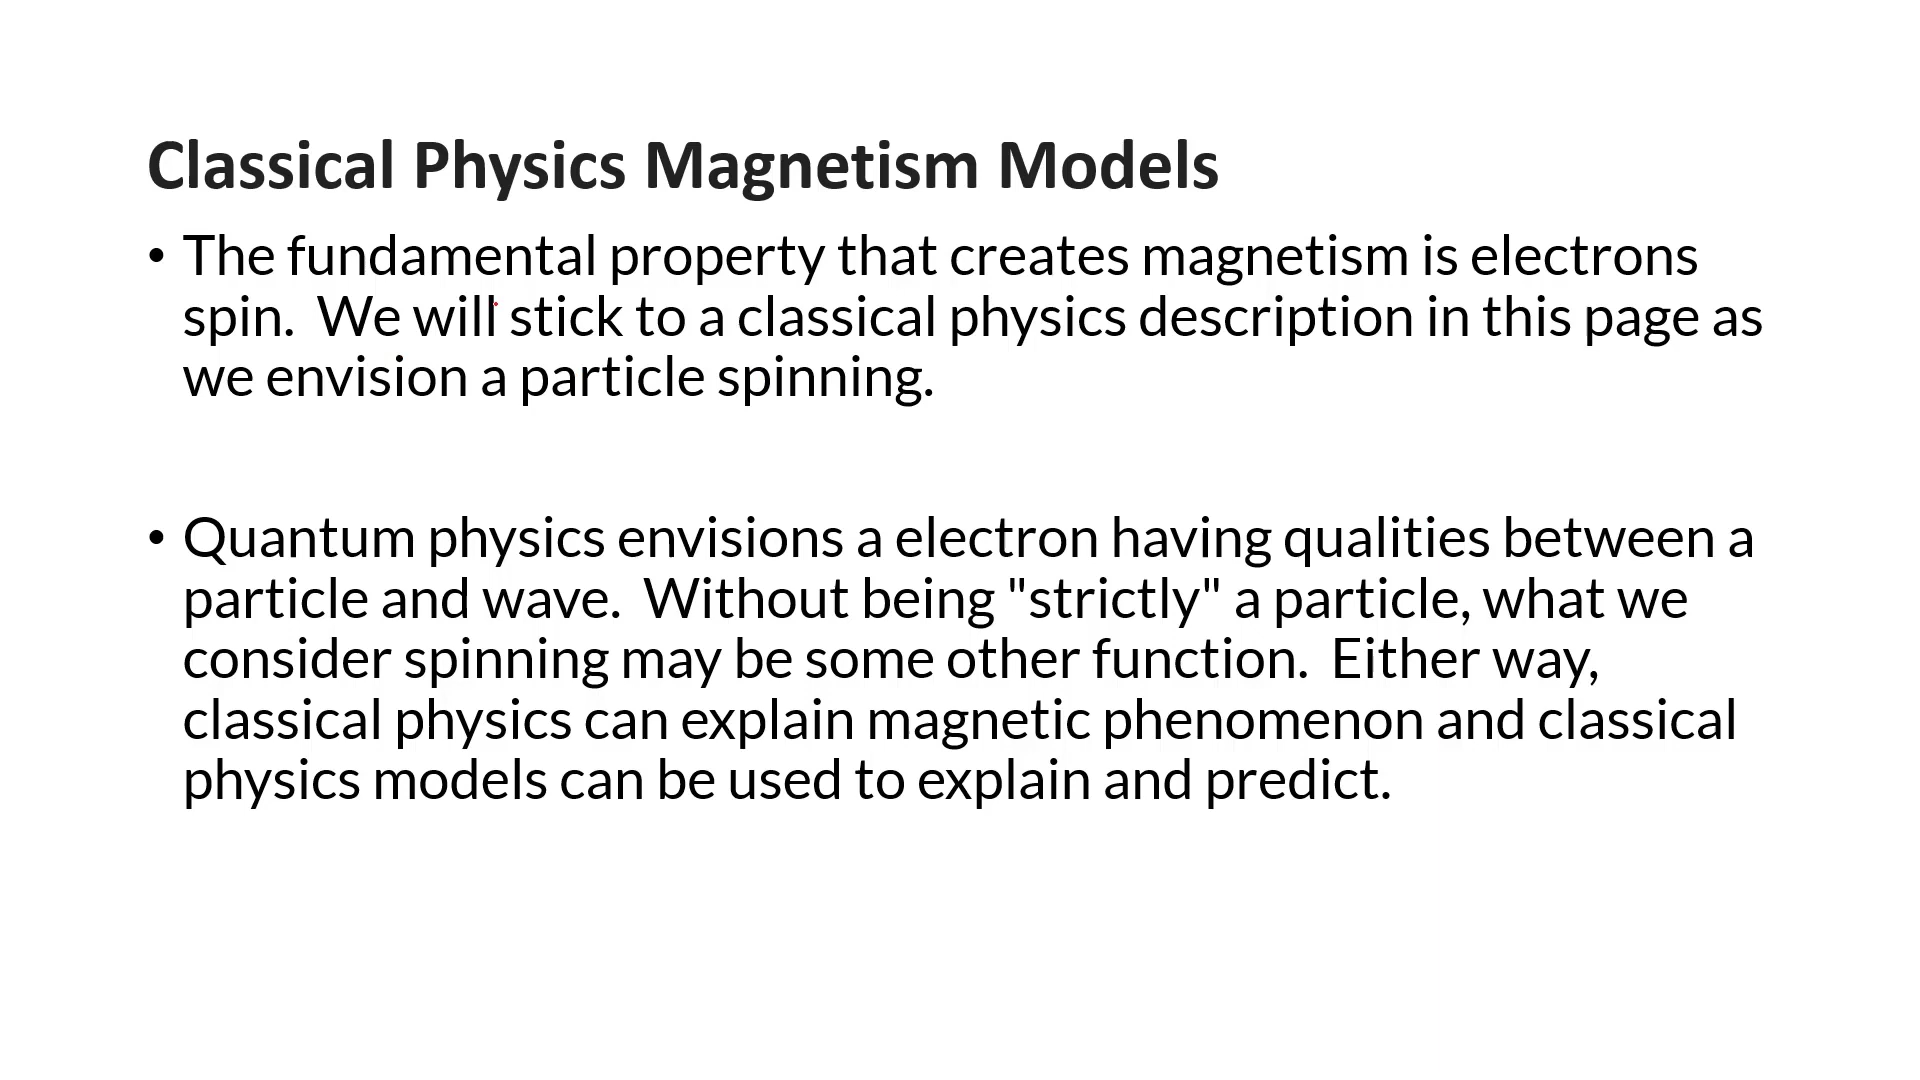 Classical Physics Magnetism Models
• The fundamental property that creates magnetism is electrons
spin.  We will stick to a classical physics description in this page as
we envision a particle spinning.
• Quantum physics envisions a electron having qualities between a
particle and wave.  Without being "strictly" a particle, what we
consider spinning may be some other function.  Either way,
classical physics can explain magnetic phenomenon and classical
physics models can be used to explain and predict.